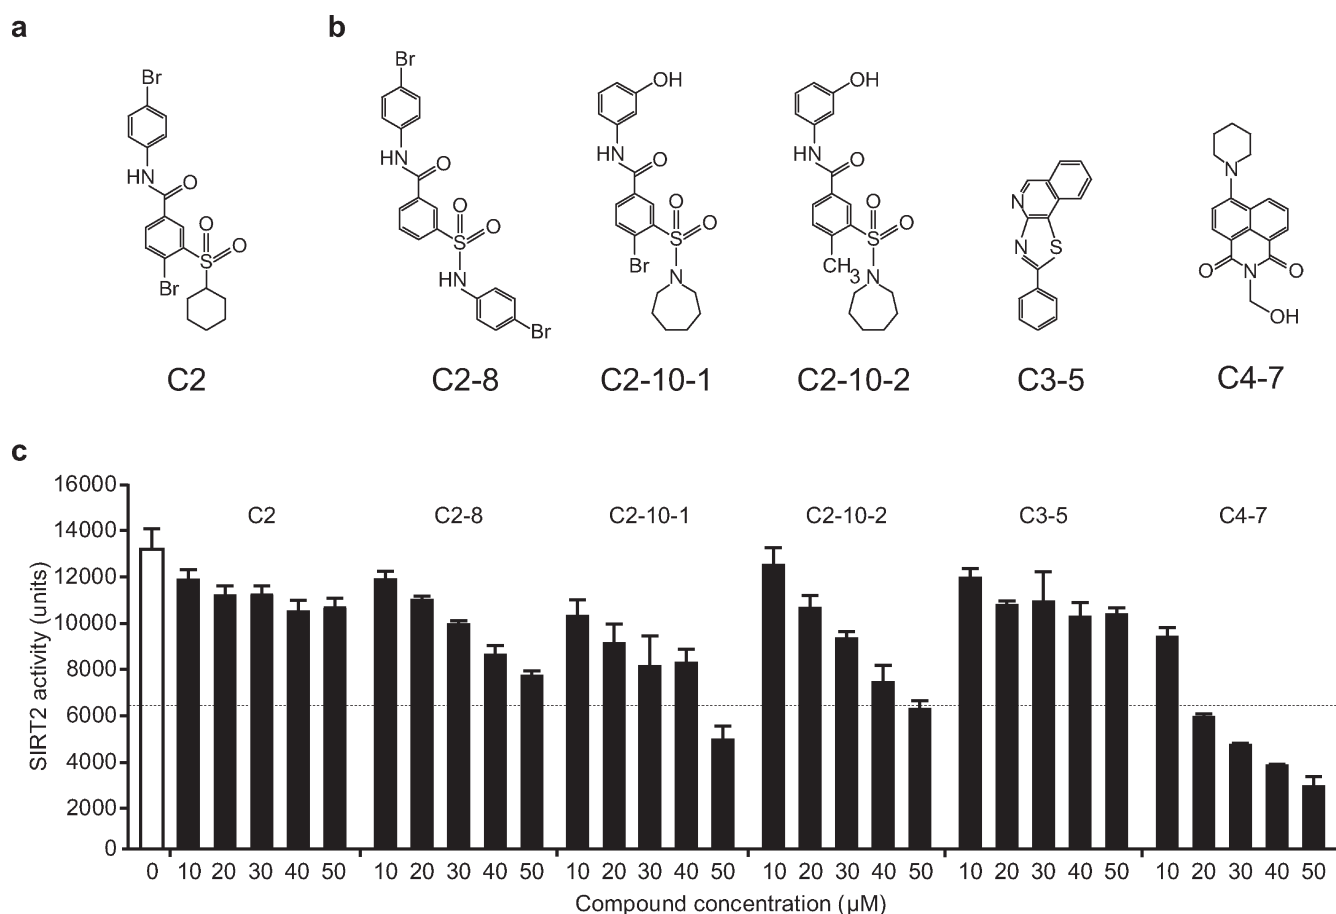 a
b
Br
HN
O
O
O
S
Br
C2
Br
HN
O
O
O
S
HN
Br
C2-8
OH
HN
O
O
O
S
Br
N
C2-10-1
OH
HN
O
O
O
S
CH3
N
C2-10-2
N
N
S
C3-5
N
O
N
O
OH
C4-7
c
SIRT2 activity (units)
16000
14000
12000
10000
8000
6000
4000
2000
0
C2 C2-8 C2-10-1 C2-10-2 C3-5 C4-7
0 10 20 30 40 50 10 20 30 40 50 10 20 30 40 50 10 20 30 40 50 10 20 30 40 50 10 20 30 40 50
Compound concentration (µM)